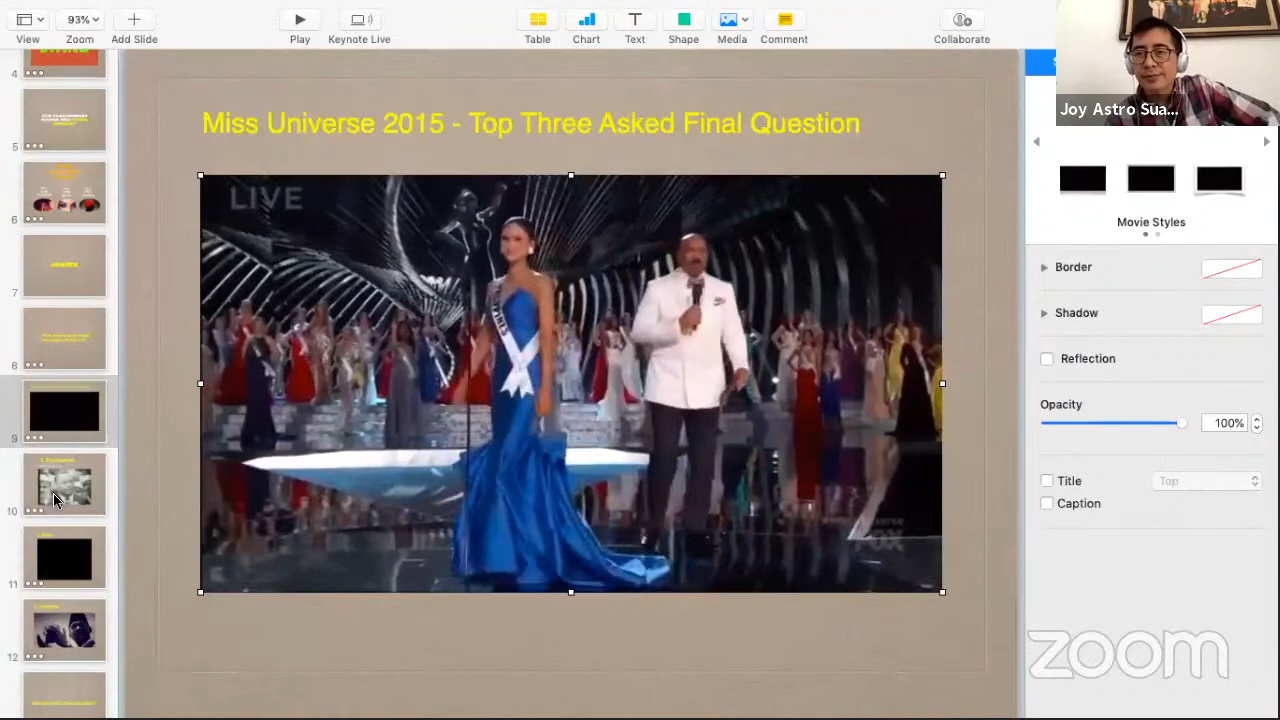 93%
View
Zoom
Add Slide
Play
Keynote Live
Table
Chart
Text
Shape
Media
Comment
Collaborate
Joy Astro Sua...
Miss Universe 2015 - Top Three Asked Final Question
LIVE
FOX
4
5
6
7
8
9
10
11
12
Movie Styles
Border
Shadow
Reflection
Opacity
100%
Title
Top
Caption
zoom